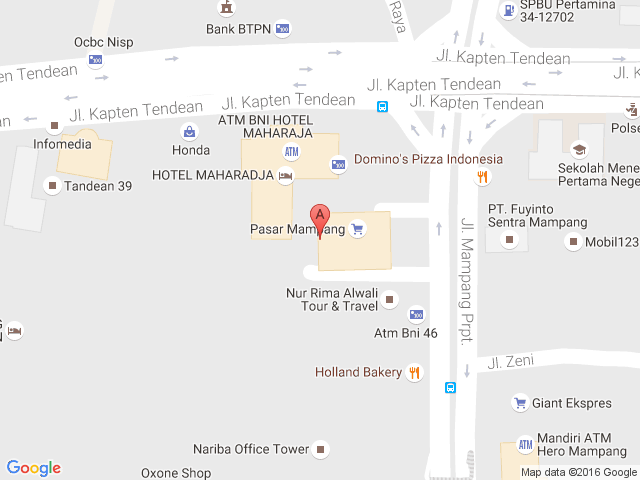 SPBU Pertamina
34-12702
Bank BTPN
Raya
Ocbc Nisp
Jl. Kapten Tendean
Jl. Kapten Tendean
Kapten Tendean
Jl. Kapten Tendean
Jl. Kapten Tendean
ATM BNI HOTEL
MAHARAJA
Polse
Infomedia
Honda
ATM
Domino's Pizza Indonesia
Sekolah Mene
Pertama Nege
HOTEL MAHARADJA
Tandean 39
A
Pasar Mampang
PT. Fuyinto
Sentra Mampang
Mobil123
Jl. Mampang Prpt.
Nur Rima Alwali
Tour & Travel
G
N
Atm Bni 46
Jl. Zeni
Holland Bakery
Giant Ekspres
ATM
Mandiri ATM
Hero Mampang
Nariba Office Tower
Oxone Shop
Google
Map data ©2016 Google